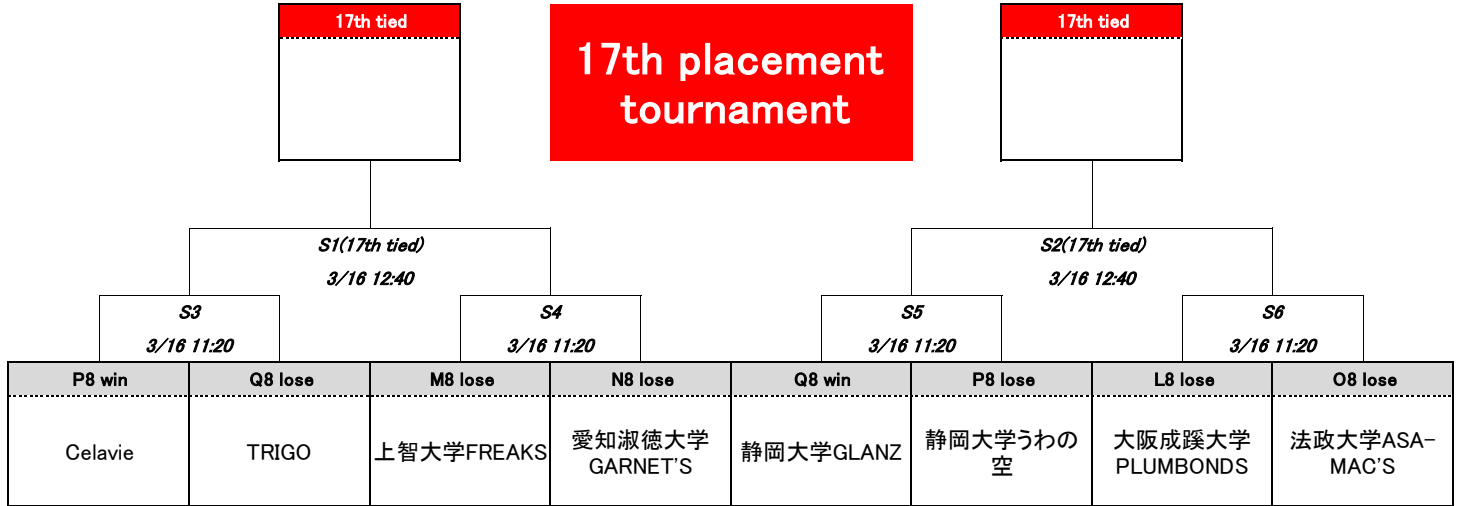 17th tied
17th placement
tournament
17th tied
S1(17th tied)
3/16 12:40
S2(17th tied)
3/16 12:40
S3
3/16 11:20
S4
3/16 11:20
S5
3/16 11:20
S6
3/16 11:20
P8 win
Q8 lose
M8 lose
N8 lose
Q8 win
P8 lose
L8 lose
O8 lose
Celavie
TRIGO
上智大学FREAKS
愛知淑徳大学
GARNET'S
静岡大学GLANZ
静岡大学うわの
空
大阪成蹊大学
PLUMBONDS
法政大学ASA-
MAC'S